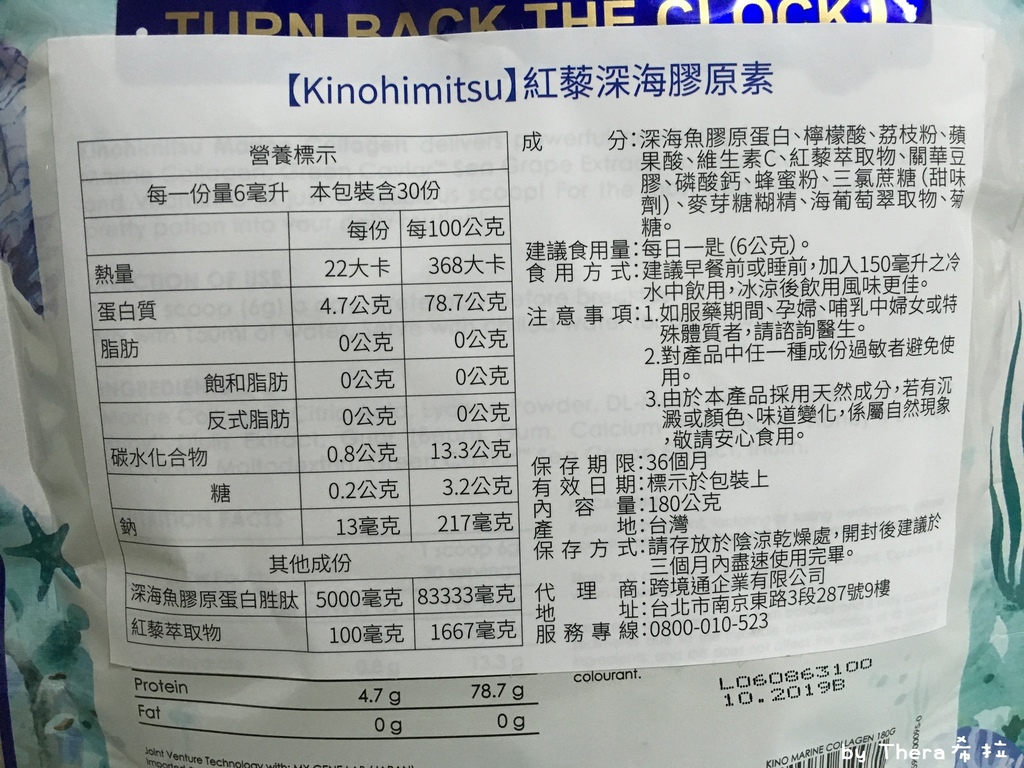 TURN BACK THE CLOCK!
【Kinohimitsu】紅藜深海膠原素
營養標示
每一份量6毫升 本包裝含30份
每份 每100公克
熱量 22大卡 368大卡
蛋白質 4.7公克 78.7公克
脂肪 0公克 0公克
飽和脂肪 0公克 0公克
反式脂肪 0公克 0公克
碳水化合物 0.8公克 13.3公克
糖 0.2公克 3.2公克
鈉 13毫克 217毫克
其他成份
深海魚膠原蛋白胜肽 5000毫克 83333毫克
紅藜萃取物 100毫克 1667毫克
成分:深海魚膠原蛋白、檸檬酸、荔枝粉、蘋
果酸、維生素C、紅藜萃取物、關華豆
膠、磷酸鈣、蜂蜜粉、三氯蔗糖(甜味
劑)、麥芽糖糊精、海葡萄翠取物、菊
糖。
建議食用量:每日一匙(6公克)。
食用方式:建議早餐前或睡前,加入150毫升之冷
水中飲用,冰涼後飲用風味更佳。
注意事項:1.如服藥期間、孕婦、哺乳中婦女或特
殊體質者,請諮詢醫生。
2.對產品中任一種成份過敏者避免使
用。
3.由於本產品採用天然成分,若有沉
澱或顏色、味道變化,係屬自然現象
,敬請安心食用。
保存期限:36個月
有效日期:標示於包裝上
內容量:180公克
產地:台灣
保存方式:請存放於陰涼乾燥處,開封後建議於
三個月內盡速使用完畢。
代理商:跨境通企業有限公司
地址:台北市南京東路3段287號9樓
服務專線:0800-010-523
Protein 4.7 g 78.7 g
Fat 0 g 0 g
colourant.
L060863100
10.2019B
Joint Venture Technology with: MY GENE LAB (JAPAN)
KINO MARINE COLLAGEN 180G
by Thera希拉